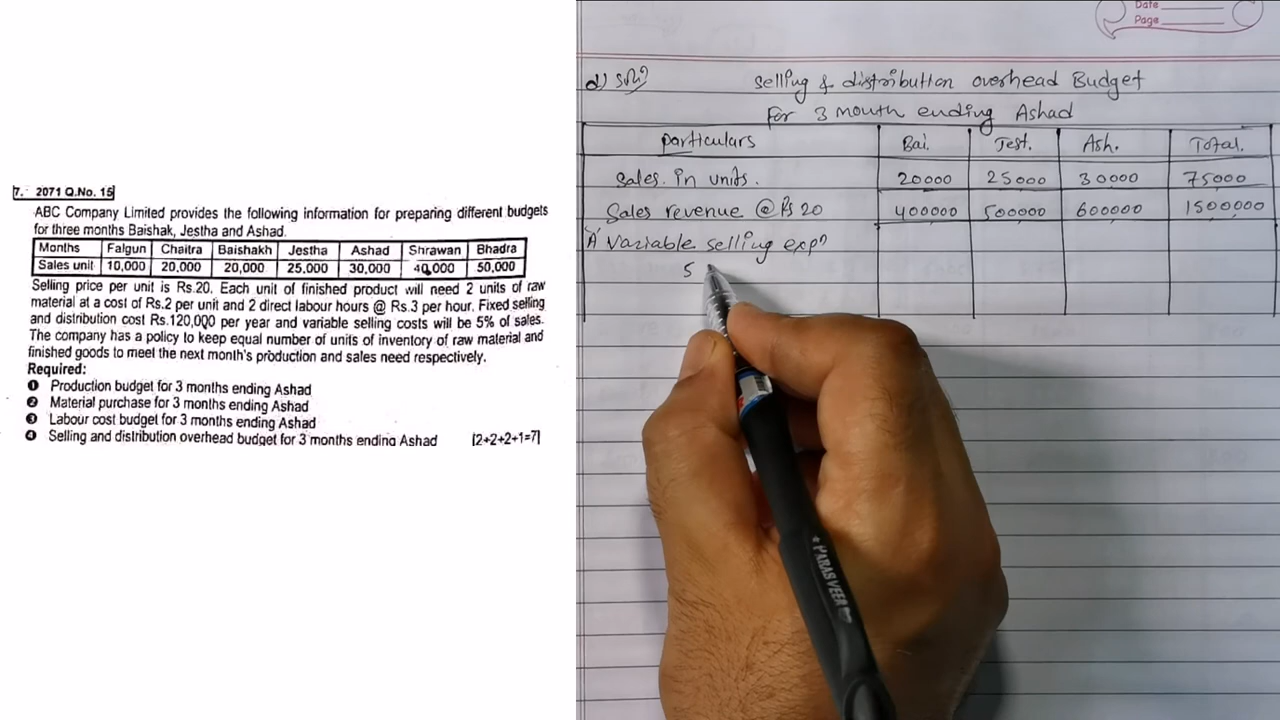 7. 2071 Q.No. 15
ABC Company Limited provides the following information for preparing different budgets
for three months Baishak, Jestha and Ashad.
Months Falgun Chaitra Baishakh Jestha Ashad Shrawan Bhadra
Sales unit 10,000 20,000 20,000 25,000 30,000 40,000 50,000
Selling price per unit is Rs.20. Each unit of finished product will need 2 units of raw
material at a cost of Rs.2 per unit and 2 direct labour hours @ Rs.3 per hour. Fixed selling
and distribution cost Rs.120,000 per year and variable selling costs will be 5% of sales.
The company has a policy to keep equal number of units of inventory of raw material and
finished goods to meet the next month's production and sales need respectively.
Required:
1 Production budget for 3 months ending Ashad
2 Material purchase for 3 months ending Ashad
3 Labour cost budget for 3 months ending Ashad
4 Selling and distribution overhead budget for 3 months ending Ashad [2+2+2+1=7]
Date
Page
d) Soln? Selling & distribution overhead Budget
For 3 mouth ending Ashad
particulars Bai. Jest. Ash. Total.
Sales. in units. 20000 25000 30000 75000
Sales revenue @ Rs 20 400000 500000 600000 1500000
A Variable selling expn
5
PARAS VEER